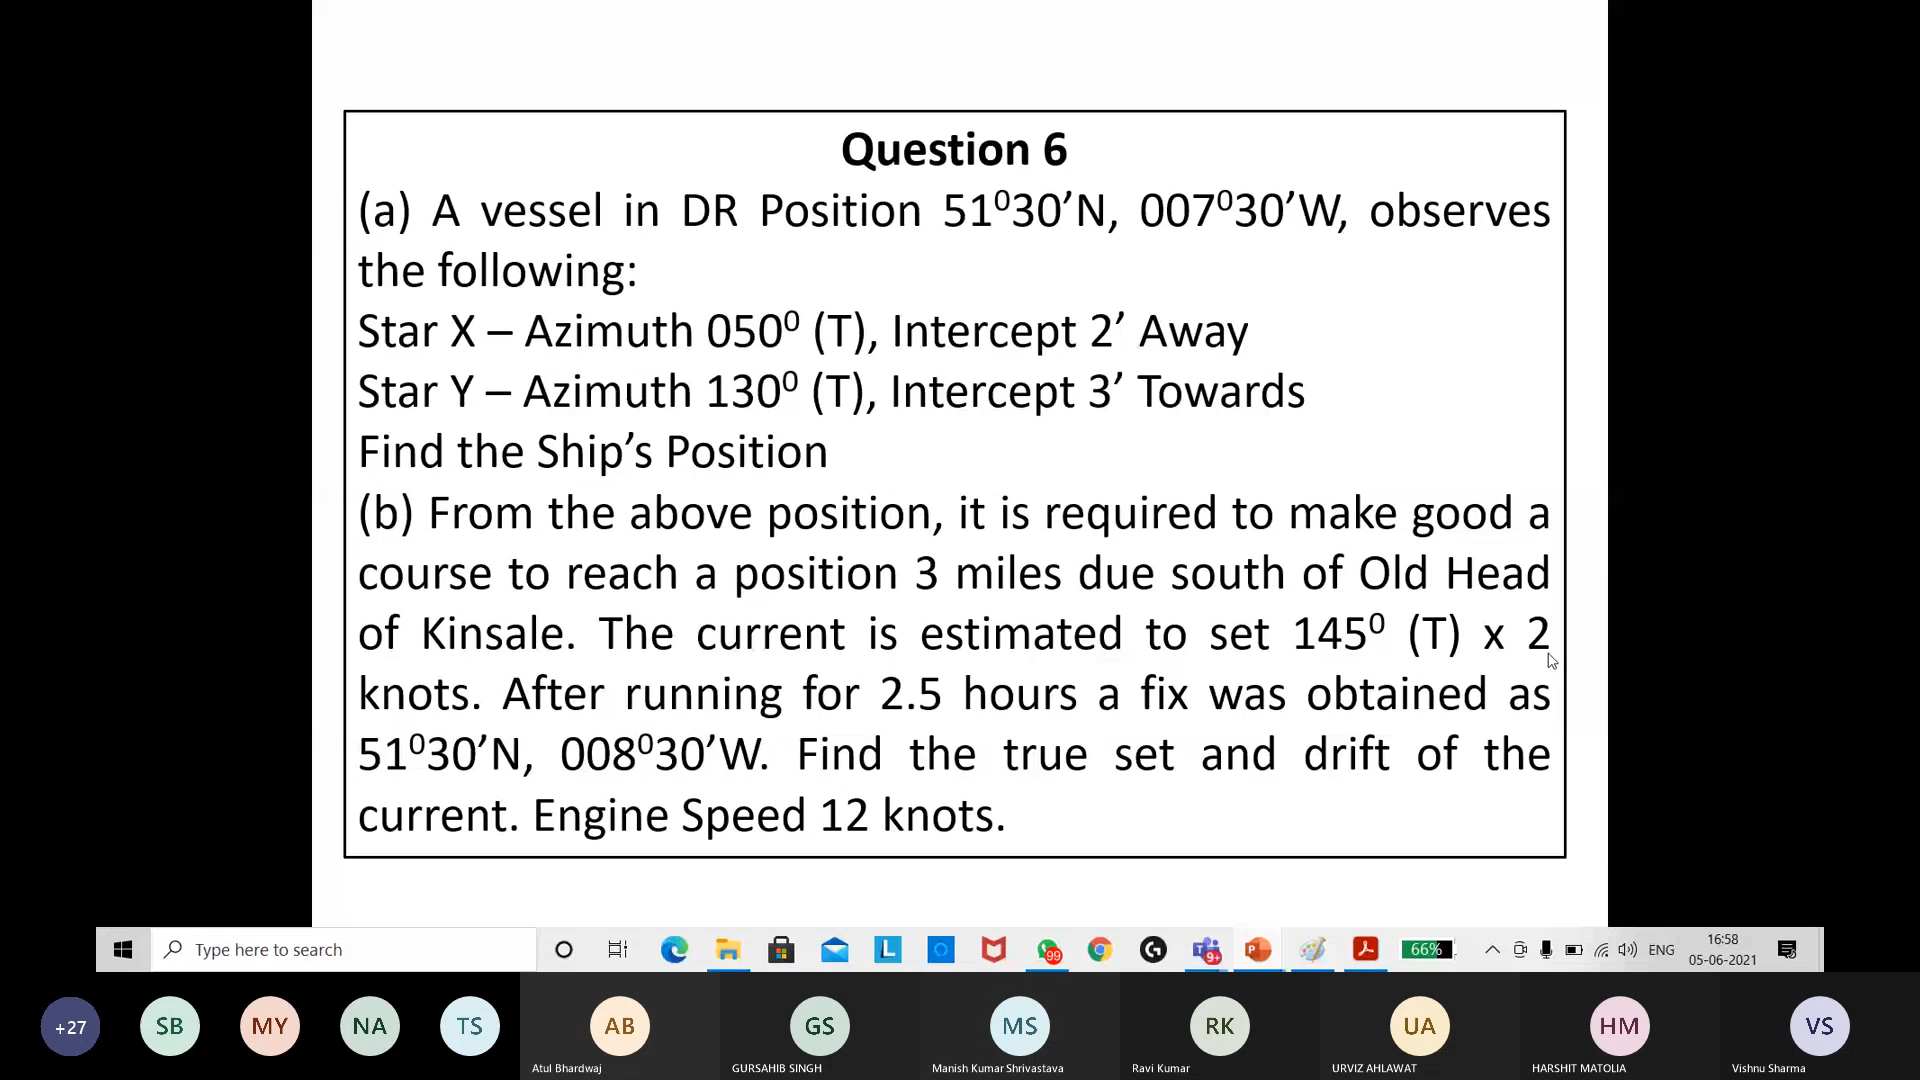 Question 6
(a) A vessel in DR Position 51⁰30’N, 007⁰30’W, observes
the following:
Star X – Azimuth 050⁰ (T), Intercept 2’ Away
Star Y – Azimuth 130⁰ (T), Intercept 3’ Towards
Find the Ship’s Position
(b) From the above position, it is required to make good a
course to reach a position 3 miles due south of Old Head
of Kinsale. The current is estimated to set 145⁰ (T) x 2
knots. After running for 2.5 hours a fix was obtained as
51⁰30’N, 008⁰30’W. Find the true set and drift of the
current. Engine Speed 12 knots.
Type here to search
L
99
9+
66%
ENG
16:58
05-06-2021
+27
SB
MY
NA
TS
AB
GS
MS
RK
UA
HM
VS
Atul Bhardwaj
GURSAHIB SINGH
Manish Kumar Shrivastava
Ravi Kumar
URVIZ AHLAWAT
HARSHIT MATOLIA
Vishnu Sharma